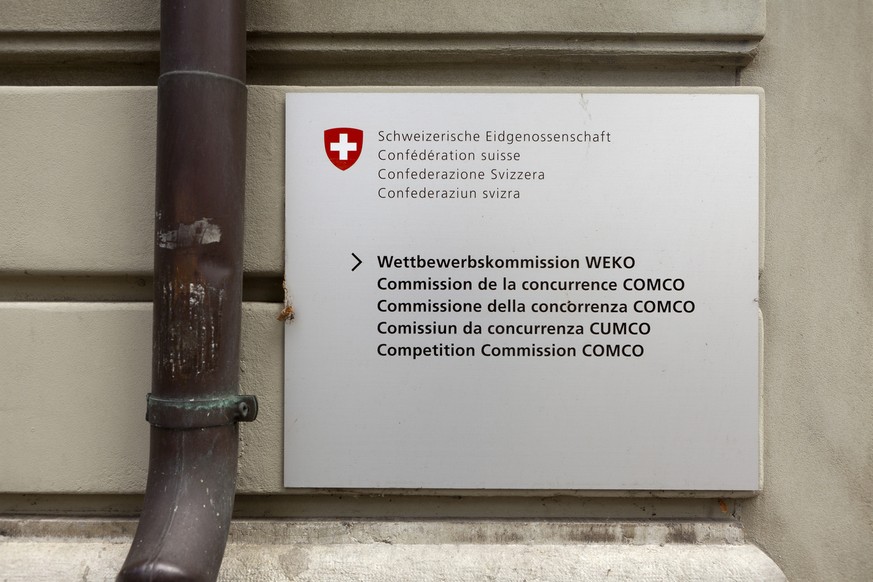 Schweizerische Eidgenossenschaft
Confédération suisse
Confederazione Svizzera
Confederaziun svizra
Wettbewerbskommission WEKO
Commission de la concurrence COMCO
Commissione della concorrenza COMCO
Comissiun da concurrenza CUMCO
Competition Commission COMCO